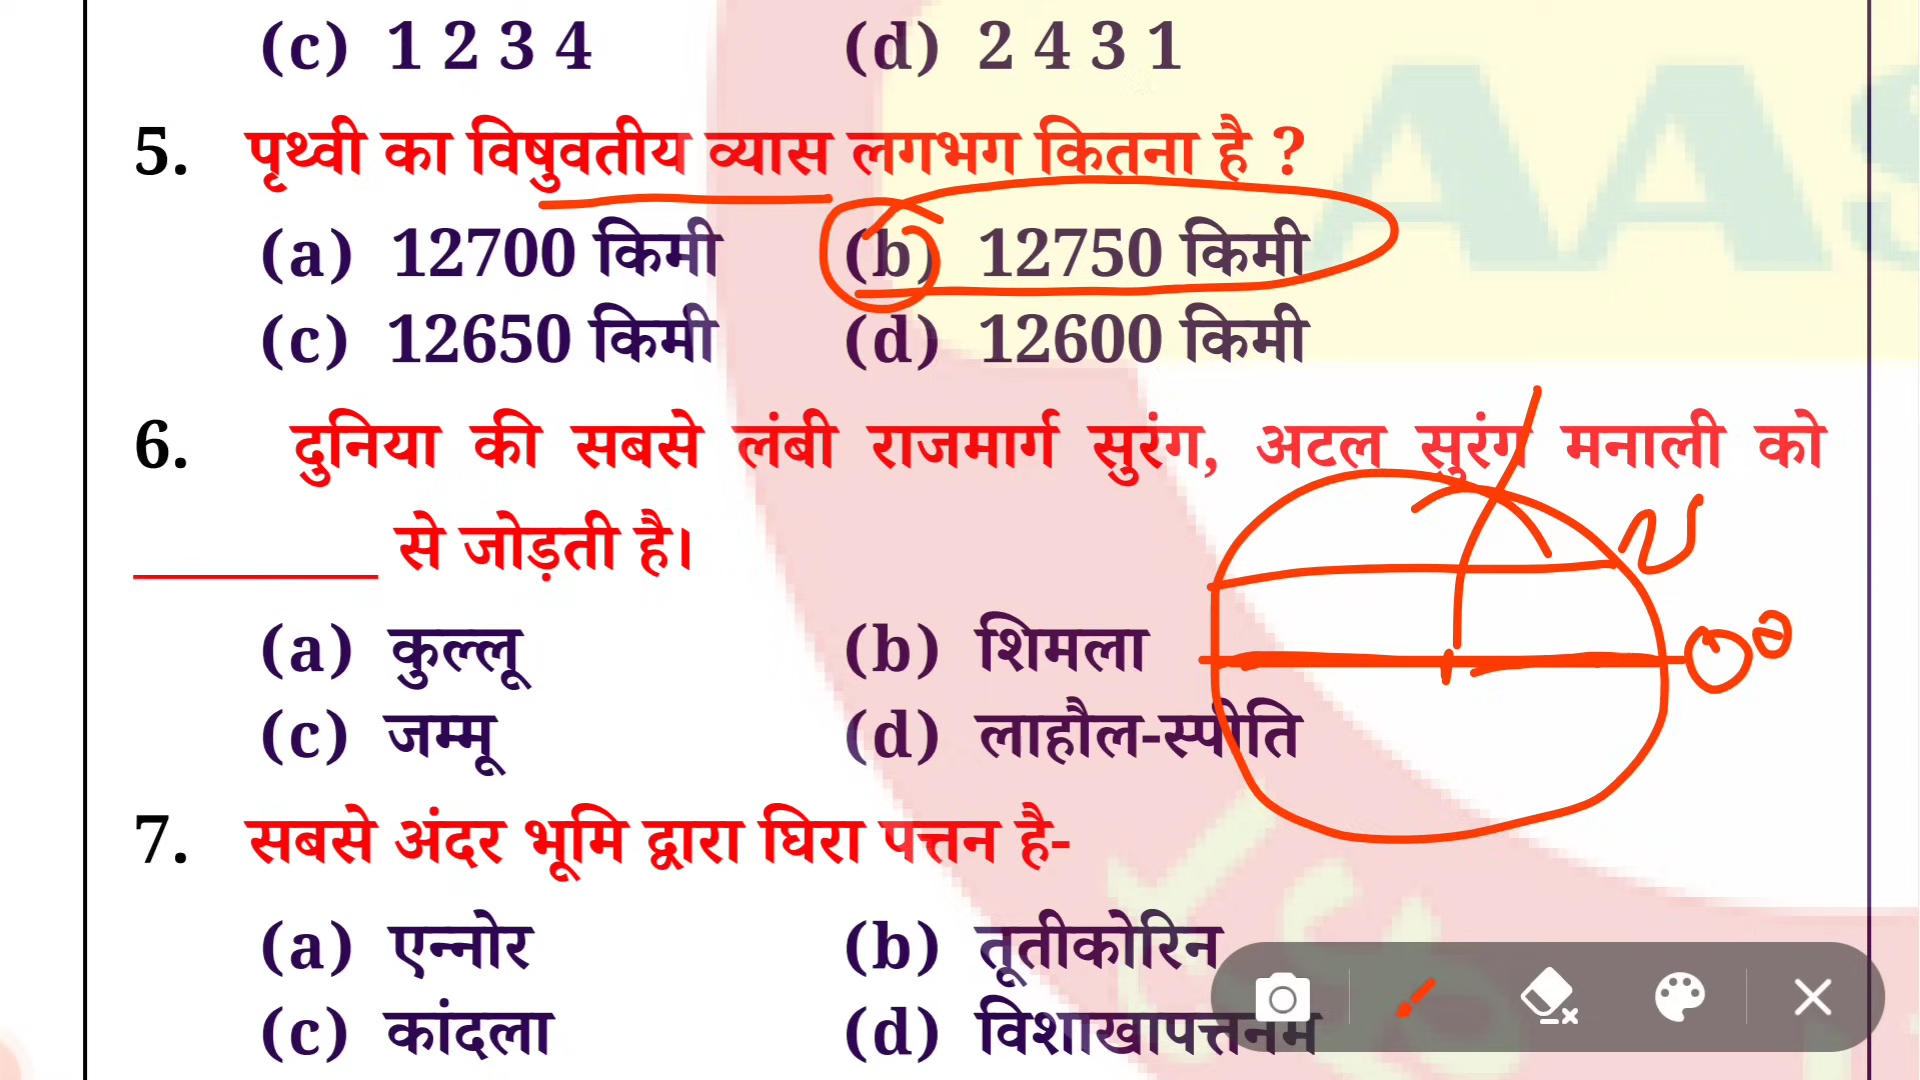 (c) 1 2 3 4 (d) 2 4 3 1
5. पृथ्वी का विषुवतीय व्यास लगभग कितना है ?
(a) 12700 किमी (b) 12750 किमी
(c) 12650 किमी (d) 12600 किमी
6. दुनिया की सबसे लंबी राजमार्ग सुरंग, अटल सुरंग मनाली को
________ से जोड़ती है।
(a) कुल्लू (b) शिमला
(c) जम्मू (d) लाहौल-स्पीति
7. सबसे अंदर भूमि द्वारा घिरा पत्तन है-
(a) एन्नोर (b) तूतीकोरिन
(c) कांदला (d) विशाखापत्तनम